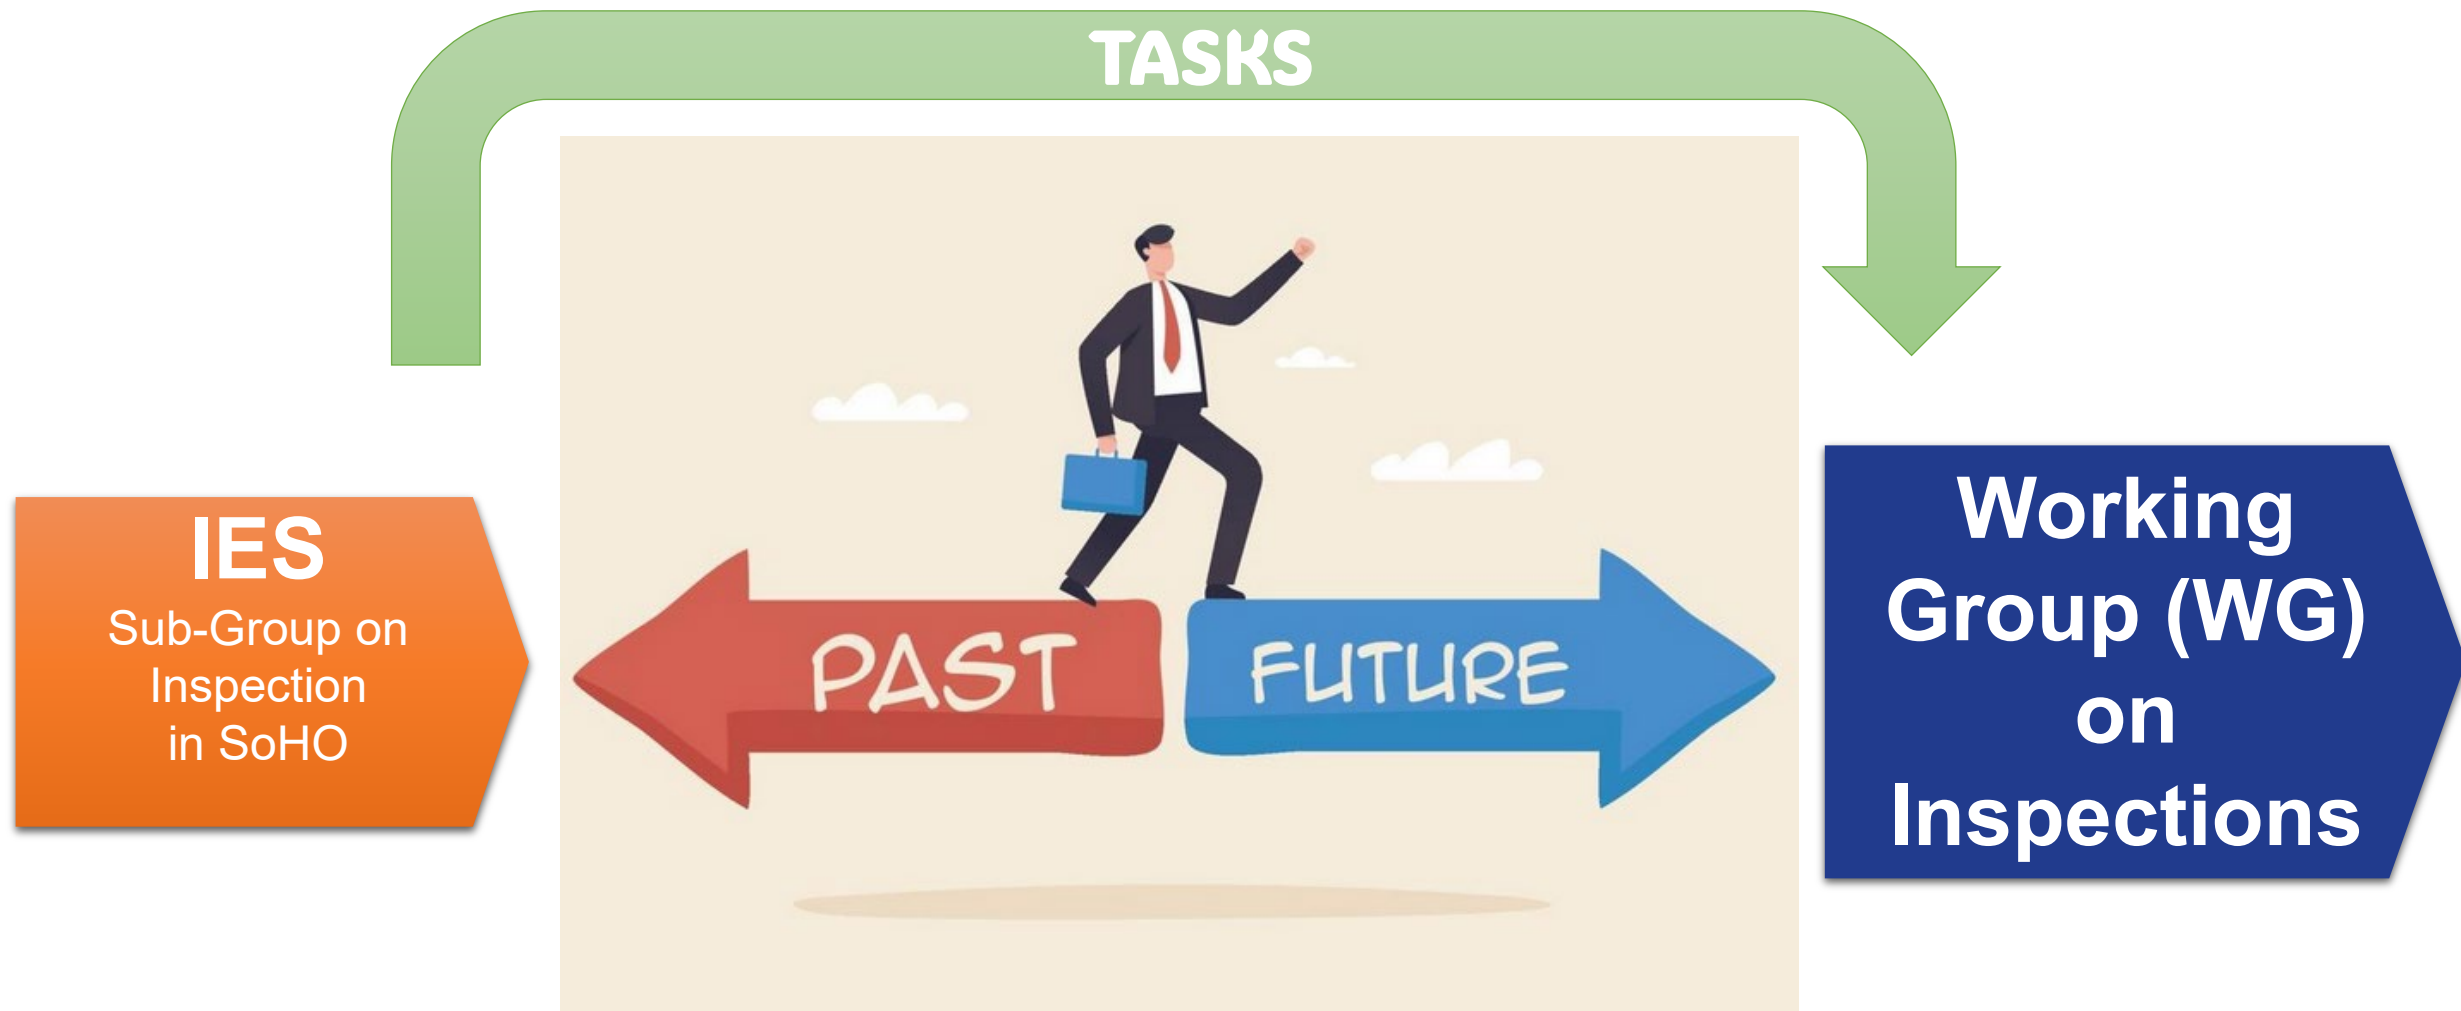 TASKS
IES
Sub-Group on
Inspection
in SoHO
PAST
FUTURE
Working
Group (WG)
on
Inspections